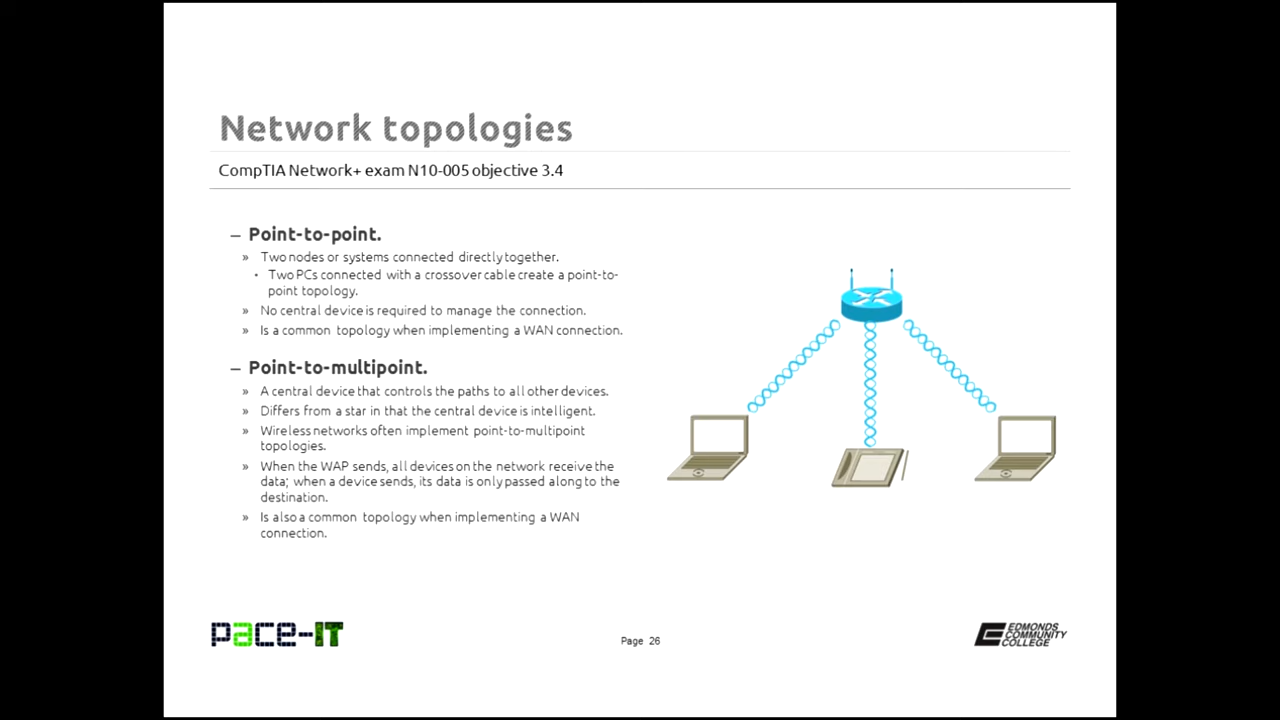 Network topologies
CompTIA Network+ exam N10-005 objective 3.4
– Point-to-point.
» Two nodes or systems connected directly together.
• Two PCs connected with a crossover cable create a point-to-
point topology.
» No central device is required to manage the connection.
» Is a common topology when implementing a WAN connection.
– Point-to-multipoint.
» A central device that controls the paths to all other devices.
» Differs from a star in that the central device is intelligent.
» Wireless networks often implement point-to-multipoint
topologies.
» When the WAP sends, all devices on the network receive the
data; when a device sends, its data is only passed along to the
destination.
» Is also a common topology when implementing a WAN
connection.
pace-IT
Page 26
EDMONDS
COMMUNITY
COLLEGE